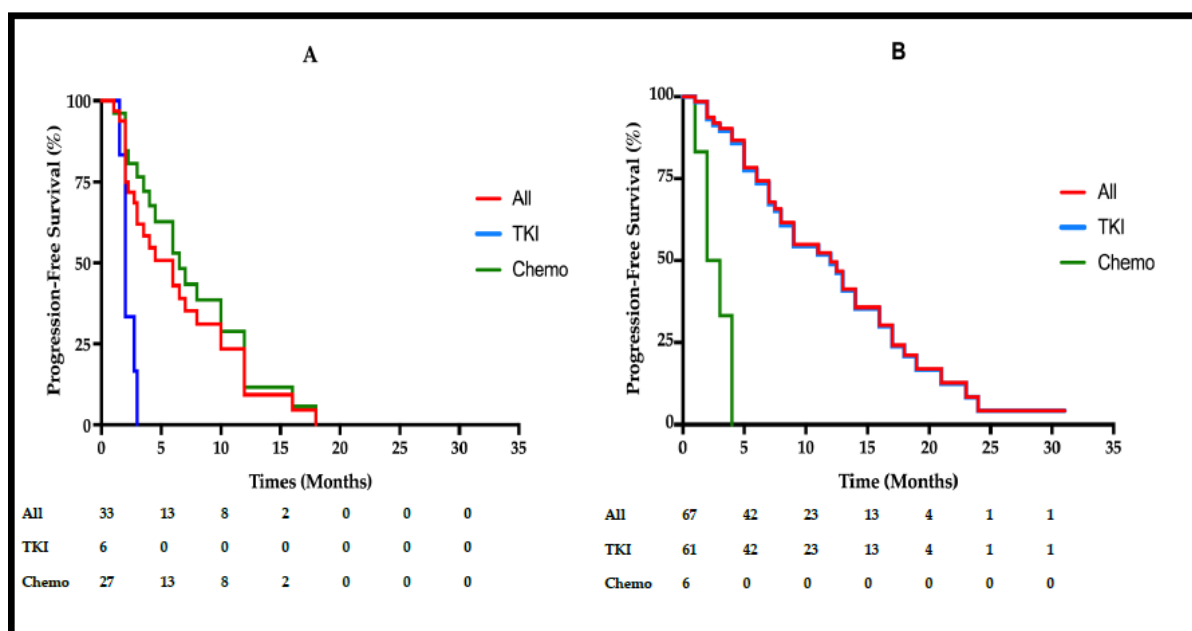 A
Progression-Free Survival (%)
100
75
50
25
0
All
TKI
Chemo
0 5 10 15 20 25 30 35
Times (Months)
All 33 13 8 2 0 0 0
TKI 6 0 0 0 0 0 0
Chemo 27 13 8 2 0 0 0
B
Progression-Free Survival (%)
100
75
50
25
0
All
TKI
Chemo
0 5 10 15 20 25 30 35
Time (Months)
All 67 42 23 13 4 1 1
TKI 61 42 23 13 4 1 1
Chemo 6 0 0 0 0 0 0